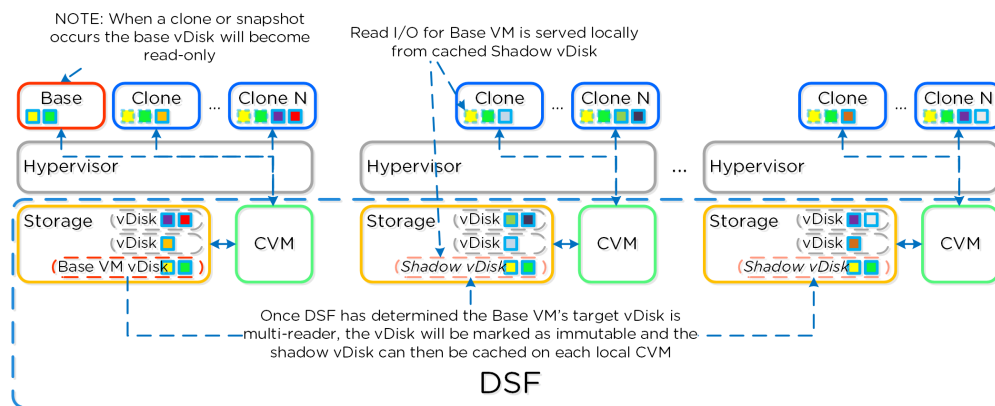 NOTE: When a clone or snapshot
occurs the base vDisk will become
read-only
Read I/O for Base VM is served locally
from cached Shadow vDisk
Base
Clone
...
Clone N
Clone
...
Clone N
Clone
...
Clone N
Hypervisor
Hypervisor
...
Hypervisor
Storage
vDisk
vDisk
Base VM vDisk
CVM
Storage
vDisk
vDisk
Shadow vDisk
CVM
Storage
vDisk
vDisk
Shadow vDisk
CVM
Once DSF has determined the Base VM's target vDisk is
multi-reader, the vDisk will be marked as immutable and the
shadow vDisk can then be cached on each local CVM
DSF